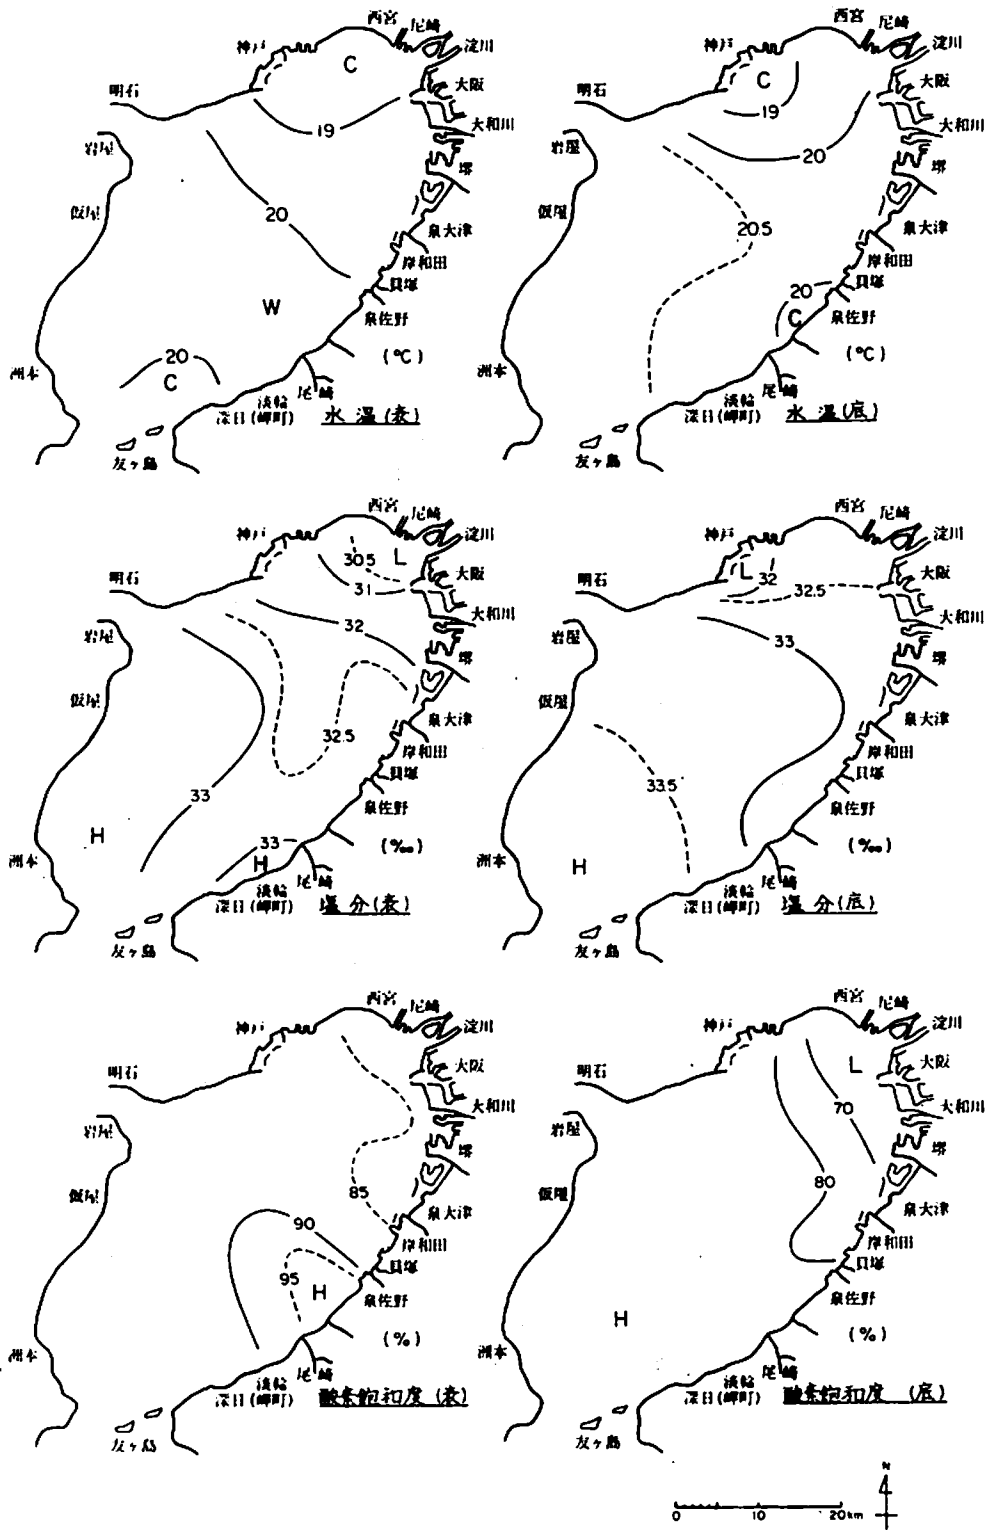 西宮
尼崎
神戸
淀川
C
明石
大阪
19
大和川
岩屋
堺
仮屋
20
泉大津
岸和田
貝塚
W
泉佐野
20
(℃)
洲本
C
尾崎
淡輪
深日(岬町)
水温(表)
友ヶ島
西宮
尼崎
神戸
淀川
C
明石
大阪
19
大和川
岩屋
20
堺
仮屋
20.5
泉大津
岸和田
貝塚
20
C
泉佐野
(℃)
洲本
尾崎
淡輪
深日(岬町)
水温(底)
友ヶ島
西宮
尼崎
神戸
淀川
30.5
L
明石
大阪
31
大和川
岩屋
32
堺
仮屋
泉大津
32.5
岸和田
貝塚
33
泉佐野
H
33
(‰)
洲本
H
尾崎
淡輪
深日(岬町)
塩分(表)
友ヶ島
西宮
尼崎
神戸
淀川
L
32
明石
大阪
32.5
大和川
岩屋
33
堺
仮屋
泉大津
岸和田
貝塚
33.5
泉佐野
(‰)
洲本
H
尾崎
淡輪
深日(岬町)
塩分(底)
友ヶ島
西宮
尼崎
神戸
淀川
明石
大阪
大和川
岩屋
堺
仮屋
85
泉大津
90
岸和田
貝塚
95
H
泉佐野
(%)
洲本
尾崎
淡輪
深日(岬町)
酸素飽和度(表)
友ヶ島
西宮
尼崎
神戸
淀川
L
明石
大阪
70
大和川
岩屋
堺
80
仮屋
泉大津
岸和田
貝塚
泉佐野
H
(%)
洲本
尾崎
淡輪
深日(岬町)
酸素飽和度 (底)
友ヶ島
N
0 10 20km